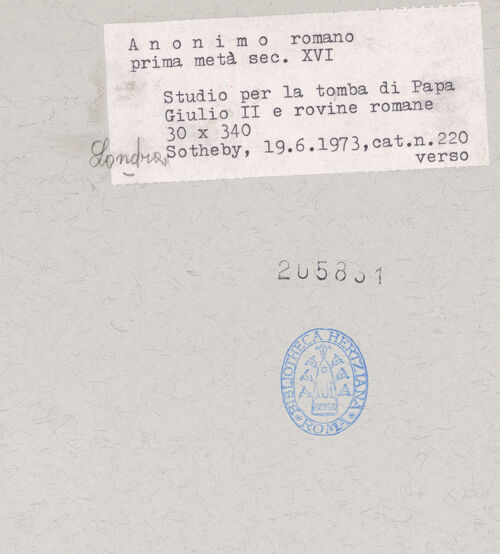 A n o n i m o romano
prima metà sec. XVI
Studio per la tomba di Papa
Giulio II e rovine romane
30 x 340
Londra, Sotheby, 19.6.1973,cat.n.220
verso
205831
BIBLIOTHECA HERTZIANA
* ROMA *